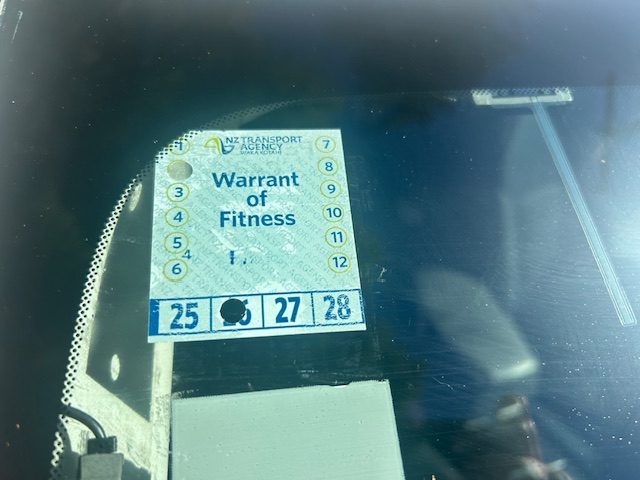 NZ TRANSPORT
AGENCY
WAKA KOTAHI
Warrant
of
Fitness
1
3
4
5
4
6
7
8
9
10
11
12
25
27
28